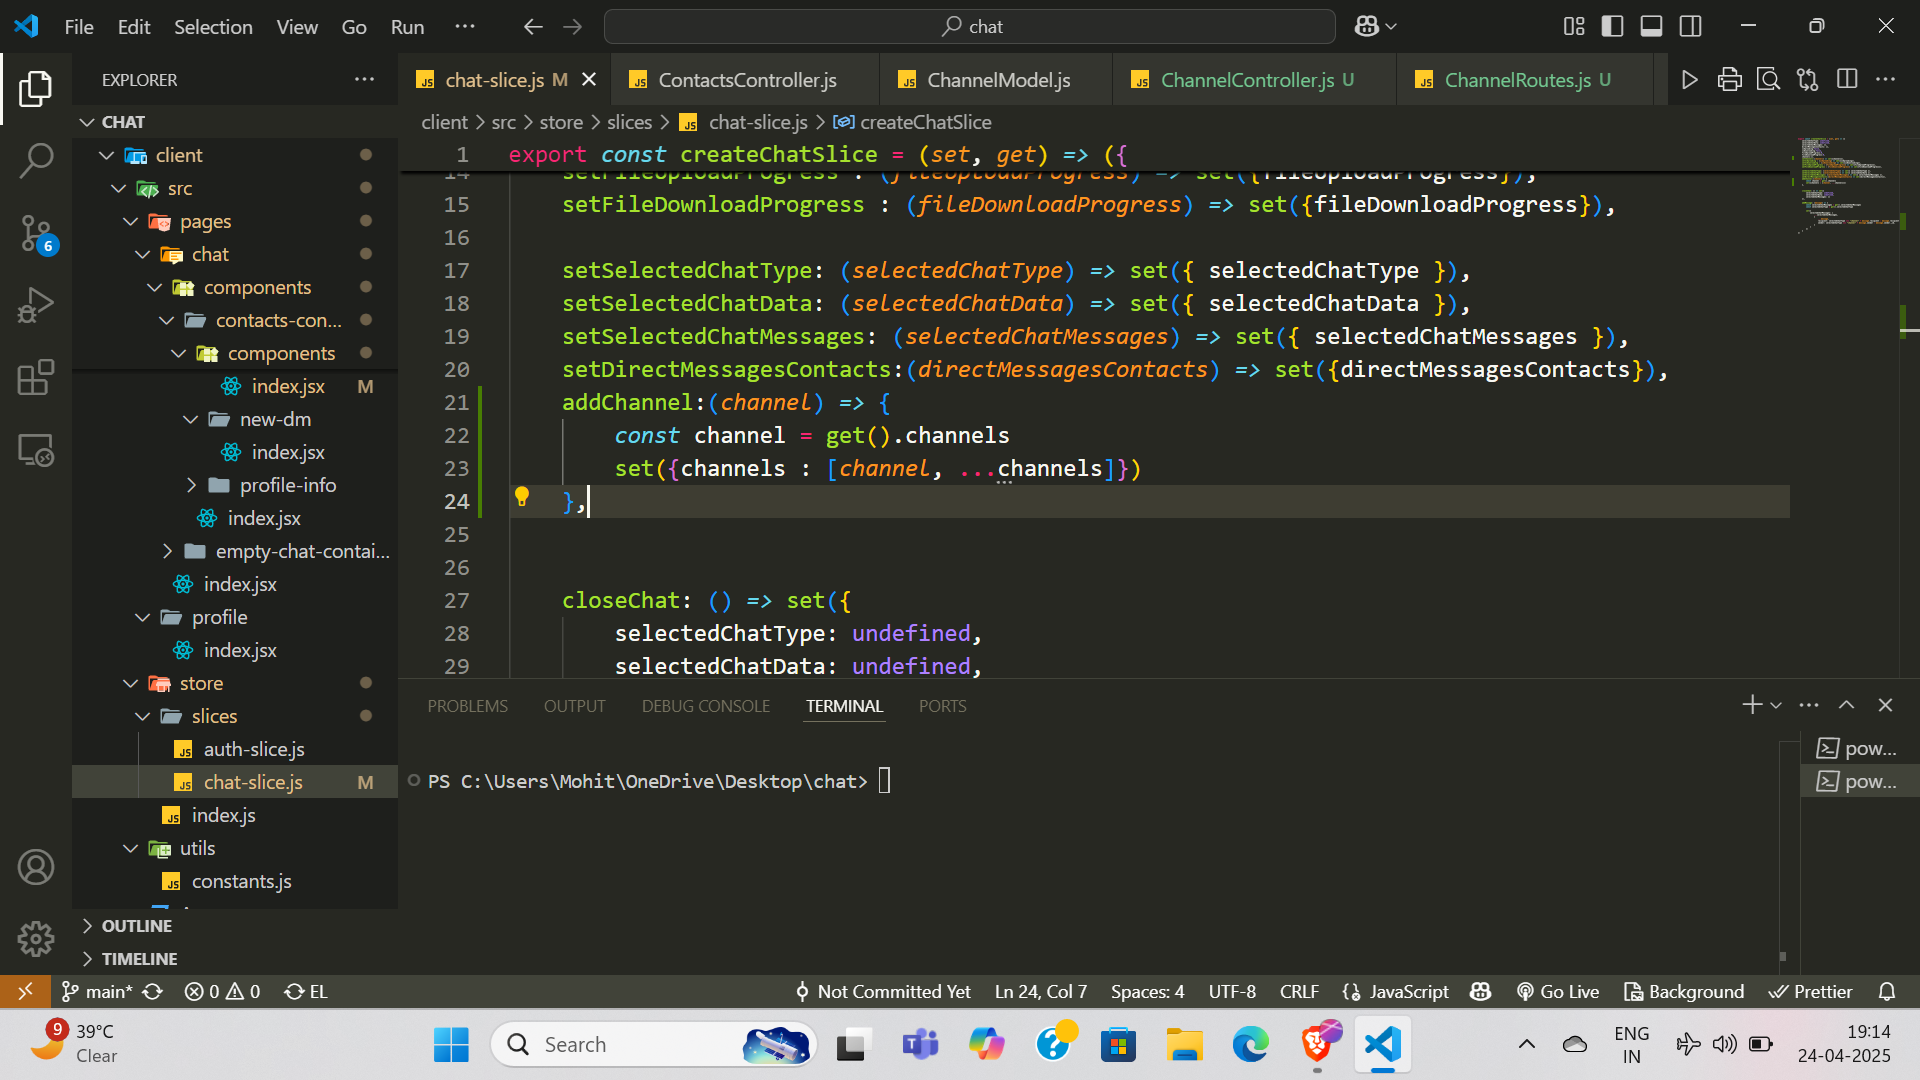 File Edit Selection View Go Run ···
chat
EXPLORER
CHAT
client
src
pages
chat
components
contacts-con...
components
index.jsx M
new-dm
index.jsx
profile-info
index.jsx
empty-chat-contai...
index.jsx
profile
index.jsx
store
slices
auth-slice.js
chat-slice.js M
index.js
utils
constants.js
OUTLINE
TIMELINE
6
chat-slice.js M
ContactsController.js
ChannelModel.js
ChannelController.js U
ChannelRoutes.js U
client > src > store > slices > JS chat-slice.js > createChatSlice
1 export const createChatSlice = (set, get) => ({
14 setFileUploadProgress : (fileUploadProgress) => set({fileUploadProgress}),
15 setFileDownloadProgress : (fileDownloadProgress) => set({fileDownloadProgress}),
16
17 setSelectedChatType: (selectedChatType) => set({ selectedChatType }),
18 setSelectedChatData: (selectedChatData) => set({ selectedChatData }),
19 setSelectedChatMessages: (selectedChatMessages) => set({ selectedChatMessages }),
20 setDirectMessagesContacts:(directMessagesContacts) => set({directMessagesContacts}),
21 addChannel:(channel) => {
22 const channel = get().channels
23 set({channels : [channel, ...channels]})
24 },
25
26
27 closeChat: () => set({
28 selectedChatType: undefined,
29 selectedChatData: undefined,
PROBLEMS OUTPUT DEBUG CONSOLE TERMINAL PORTS
PS C:\Users\Mohit\OneDrive\Desktop\chat>
pow...
pow...
main* 0 0 EL
Not Committed Yet Ln 24, Col 7 Spaces: 4 UTF-8 CRLF {} JavaScript Go Live Background Prettier
9
39°C
Clear
Search
ENG
IN
19:14
24-04-2025